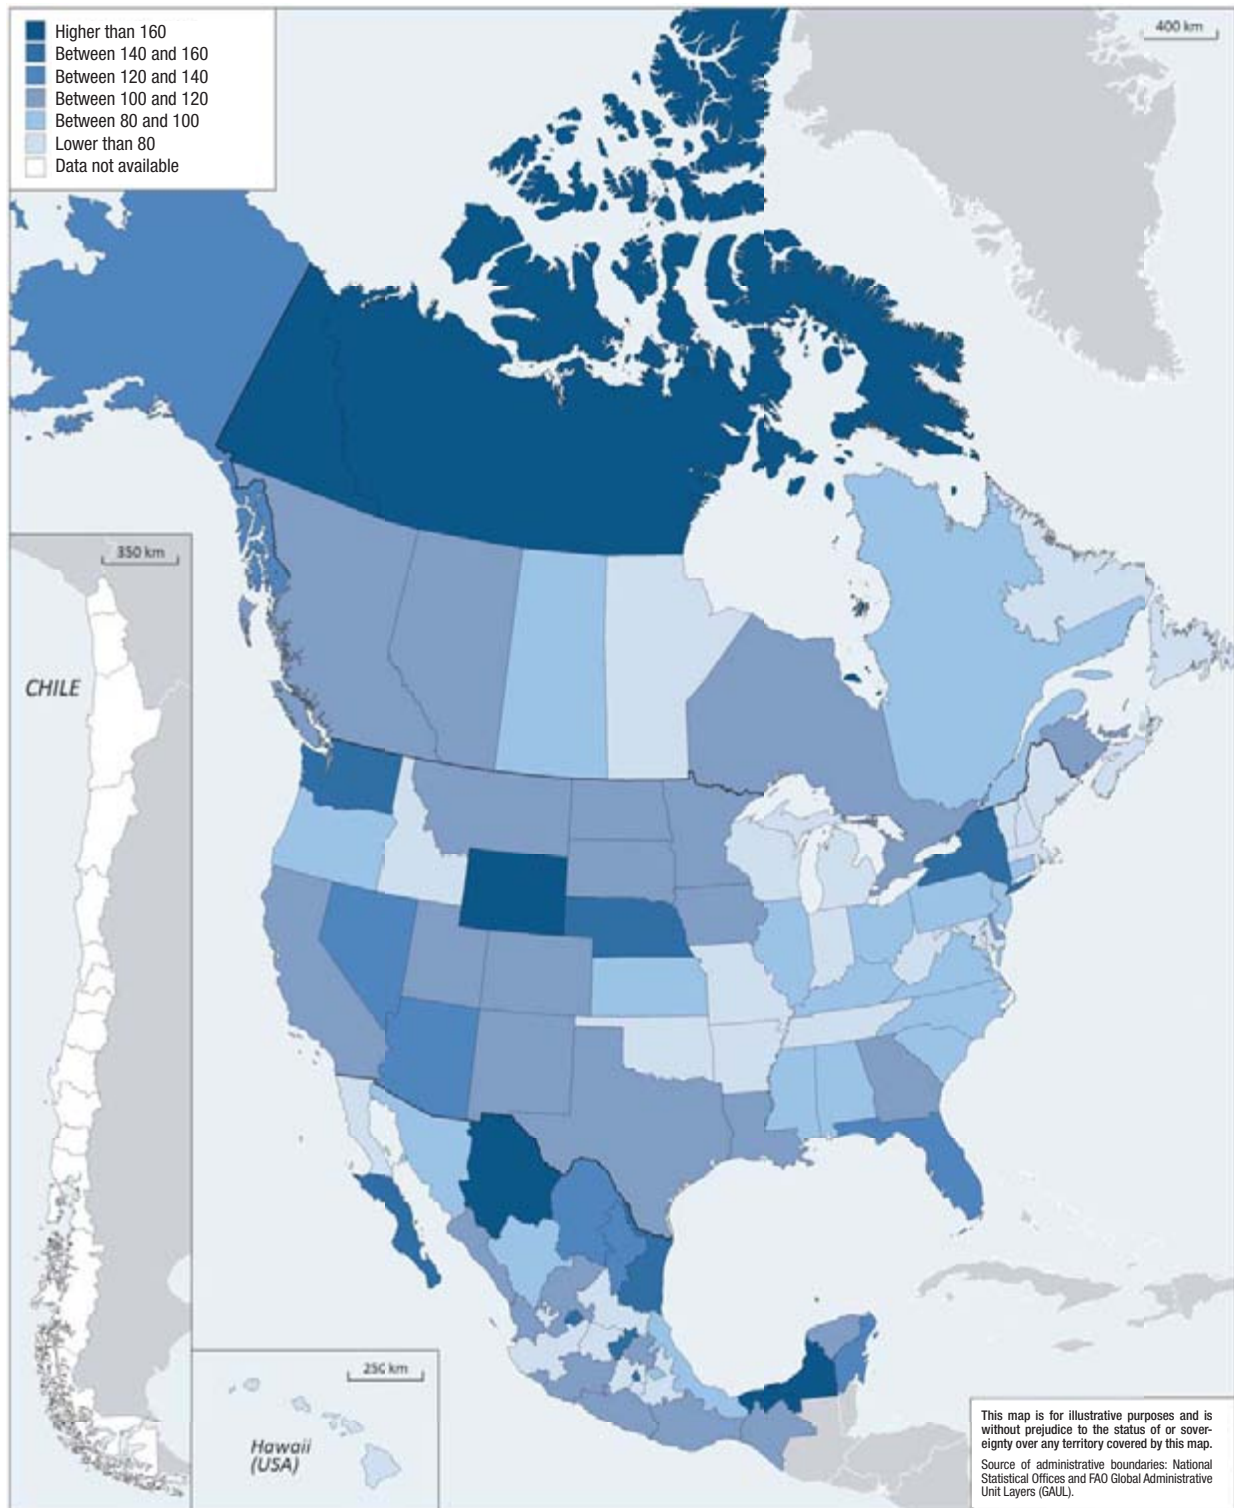 Higher than 160
Between 140 and 160
Between 120 and 140
Between 100 and 120
Between 80 and 100
Lower than 80
Data not available
400 km
350 km
CHILE
250 km
Hawaii
(USA)
This map is for illustrative purposes and is
without prejudice to the status of or sover-
eignty over any territory covered by this map.
Source of administrative boundaries: National
Statistical Offices and FAO Global Administrative
Unit Layers (GAUL).